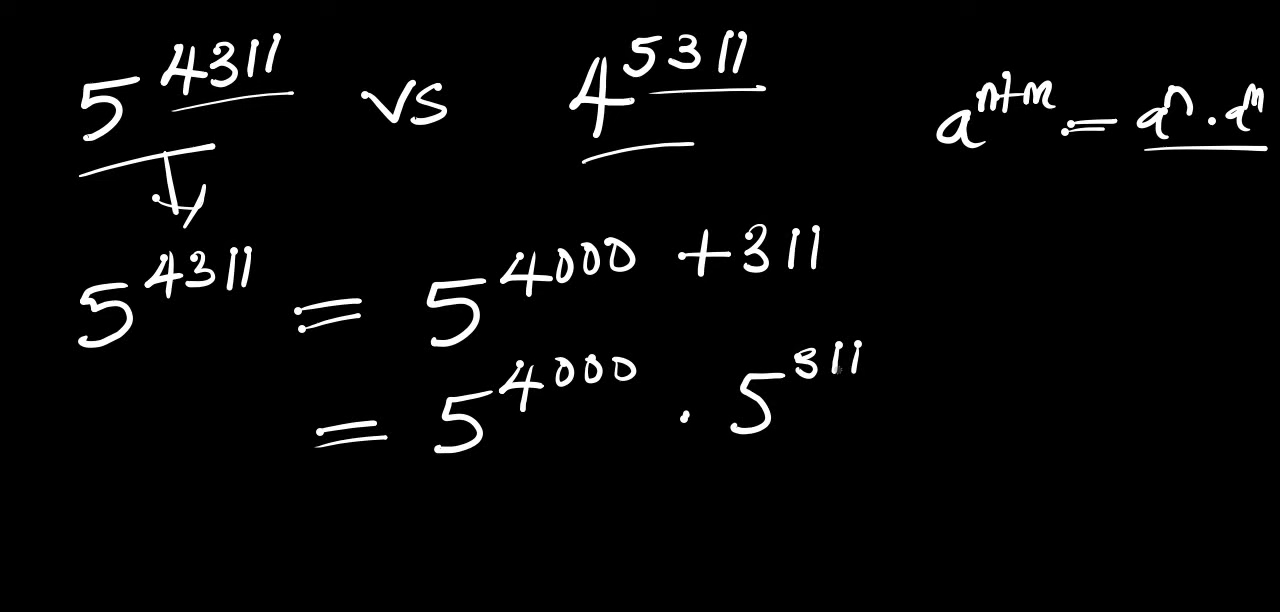 5^4311 vs 4^5311 a^n+m = a^n . a^m
5^4311 = 5^4000 + 311
= 5^4000 . 5^311